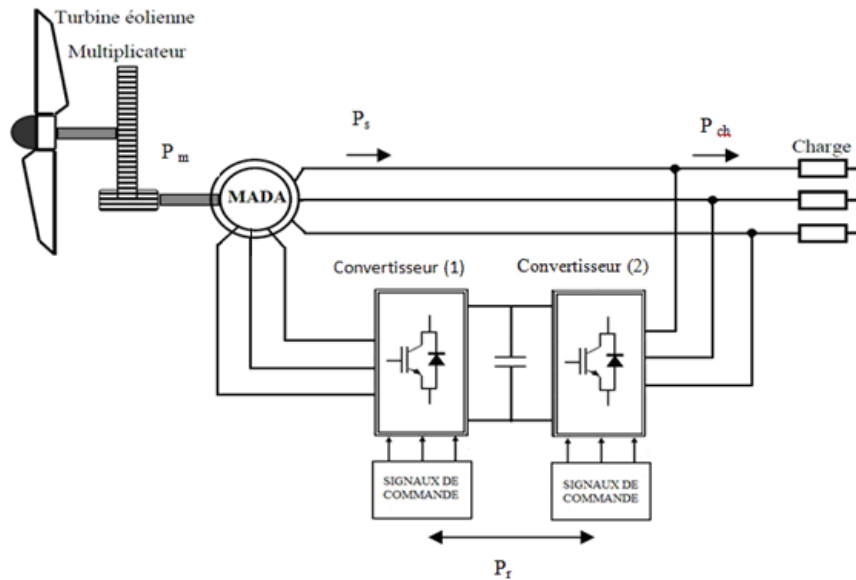 Turbine éolienne
Multiplicateur
P m
P s
P ch
Charge
MADA
Convertisseur (1)
Convertisseur (2)
SIGNAUX DE
COMMANDE
SIGNAUX DE
COMMANDE
P r